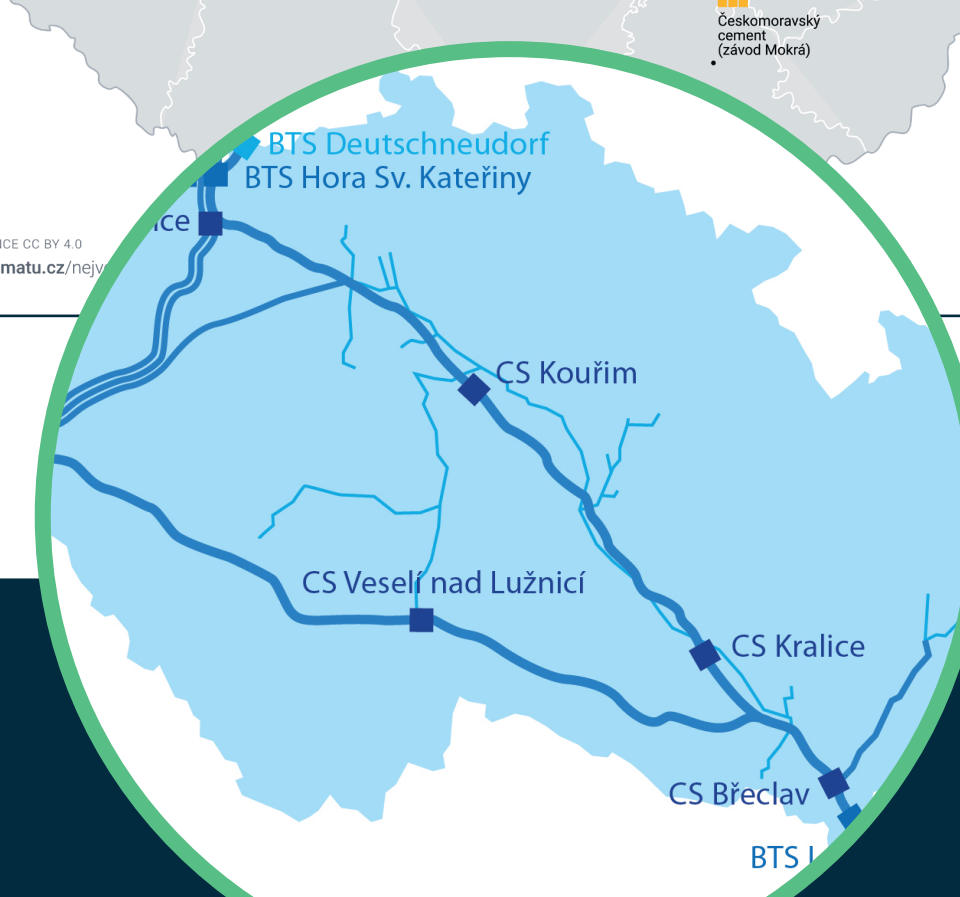 Českomoravský
cement
(závod Mokrá)
BTS Deutschneudorf
BTS Hora Sv. Kateřiny
CC BY 4.0
matu.cz
CS Kouřim
CS Veselí nad Lužnicí
CS Kralice
CS Břeclav
BTS